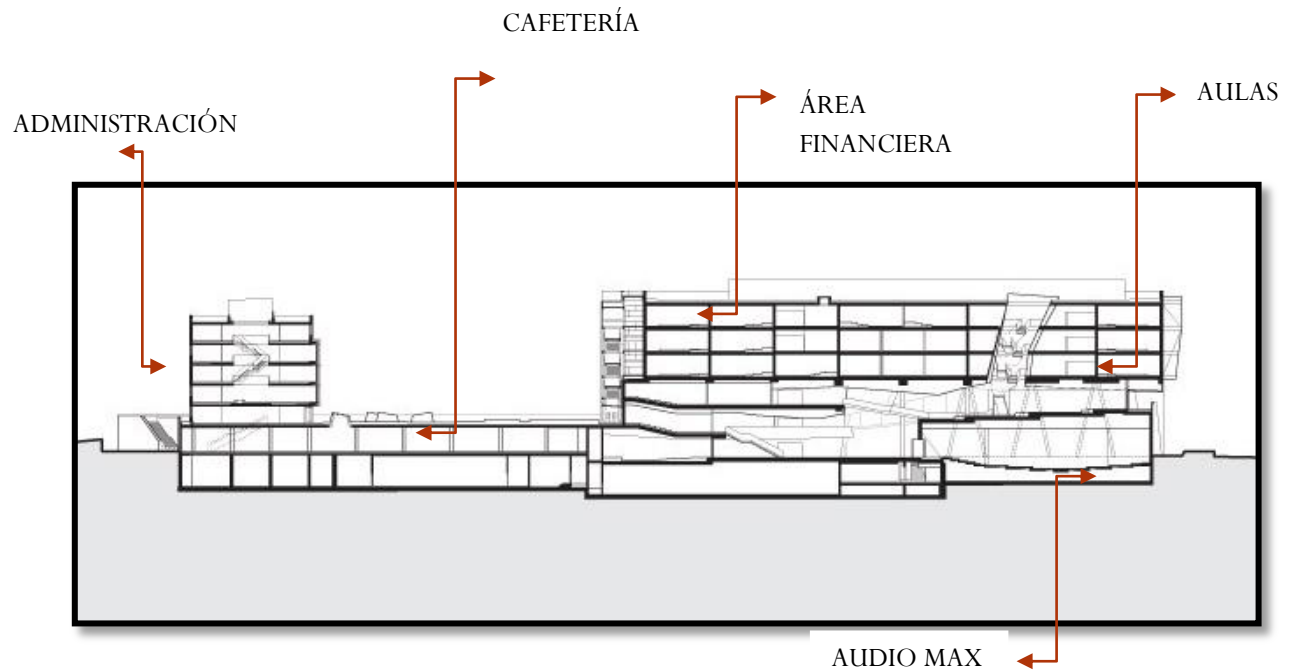 CAFETERÍA
ÁREA
FINANCIERA
AULAS
ADMINISTRACIÓN
AUDIO MAX